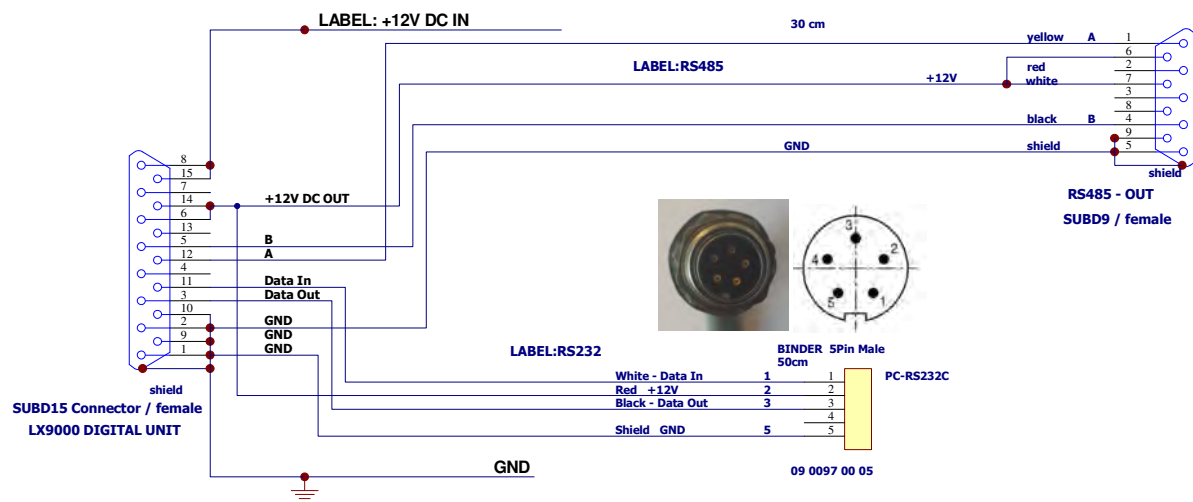 LABEL: +12V DC IN
30 cm
yellow A
1
6
LABEL:RS485
red
2
+12V
white
7
3
8
black B
4
9
GND
shield
5
shield
RS485 - OUT
SUBD9 / female
8
15
7
14
+12V DC OUT
6
13
5
B
12
A
4
11
Data In
3
Data Out
10
2
GND
9
GND
1
GND
shield
SUBD15 Connector / female
LX9000 DIGITAL UNIT
3
2
4
5
1
LABEL:RS232
BINDER 5Pin Male
50cm
White - Data In 1 1
PC-RS232C
Red +12V 2 2
Black - Data Out 3 3
4
Shield GND 5 5
09 0097 00 05
GND